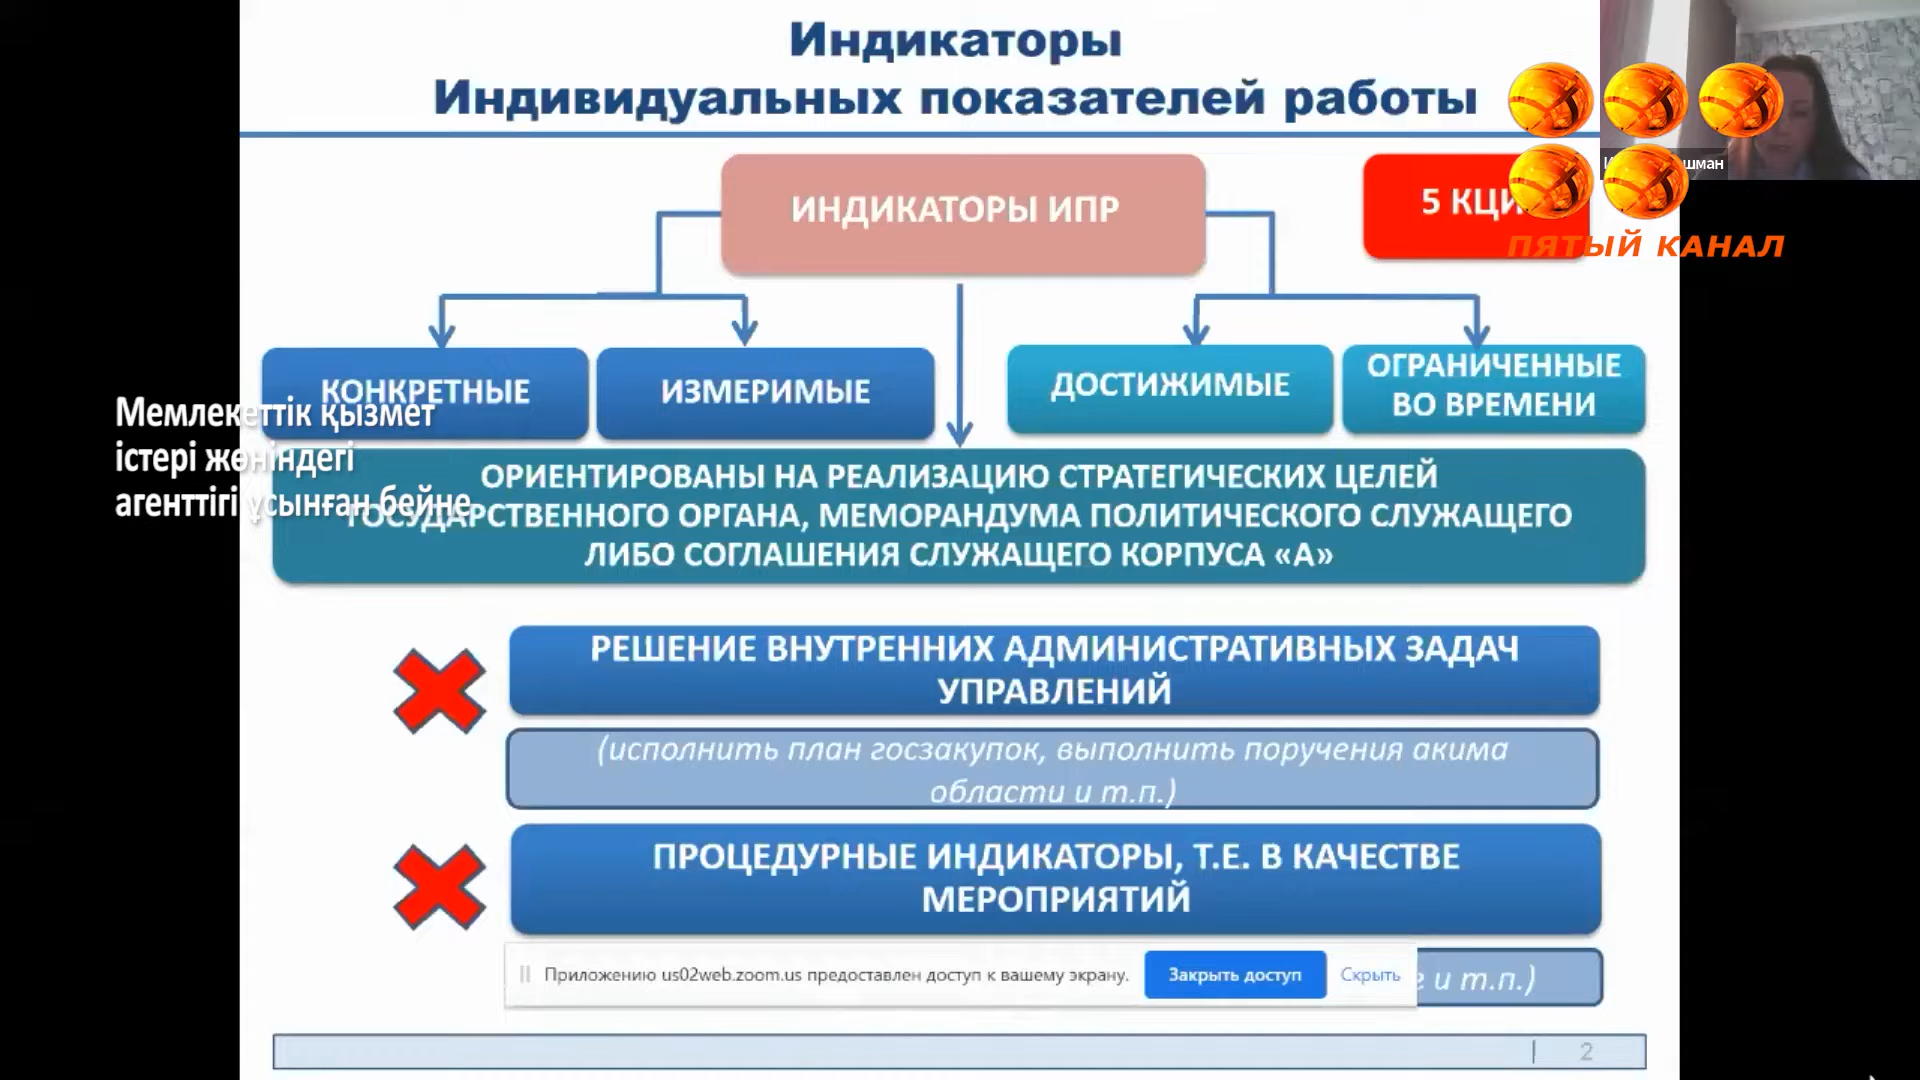 Индикаторы
Индивидуальных показателей работы
ИНДИКАТОРЫ ИПР
5 КЦИ
шман
ПЯТЫЙ КАНАЛ
КОНКРЕТНЫЕ
ИЗМЕРИМЫЕ
ДОСТИЖИМЫЕ
ОГРАНИЧЕННЫЕ
ВО ВРЕМЕНИ
Мемлекеттік қызмет
істері жөніндегі
агенттігі ұсынған бейне
ОРИЕНТИРОВАНЫ НА РЕАЛИЗАЦИЮ СТРАТЕГИЧЕСКИХ ЦЕЛЕЙ
ГОСУДАРСТВЕННОГО ОРГАНА, МЕМОРАНДУМА ПОЛИТИЧЕСКОГО СЛУЖАЩЕГО
ЛИБО СОГЛАШЕНИЯ СЛУЖАЩЕГО КОРПУСА «А»
РЕШЕНИЕ ВНУТРЕННИХ АДМИНИСТРАТИВНЫХ ЗАДАЧ
УПРАВЛЕНИЙ
(исполнить план госзакупок, выполнить поручения акима
области и т.п.)
ПРОЦЕДУРНЫЕ ИНДИКАТОРЫ, Т.Е. В КАЧЕСТВЕ
МЕРОПРИЯТИЙ
Приложению us02web.zoom.us предоставлен доступ к вашему экрану.
Закрыть доступ
Скрыть
е и т.п.)
2